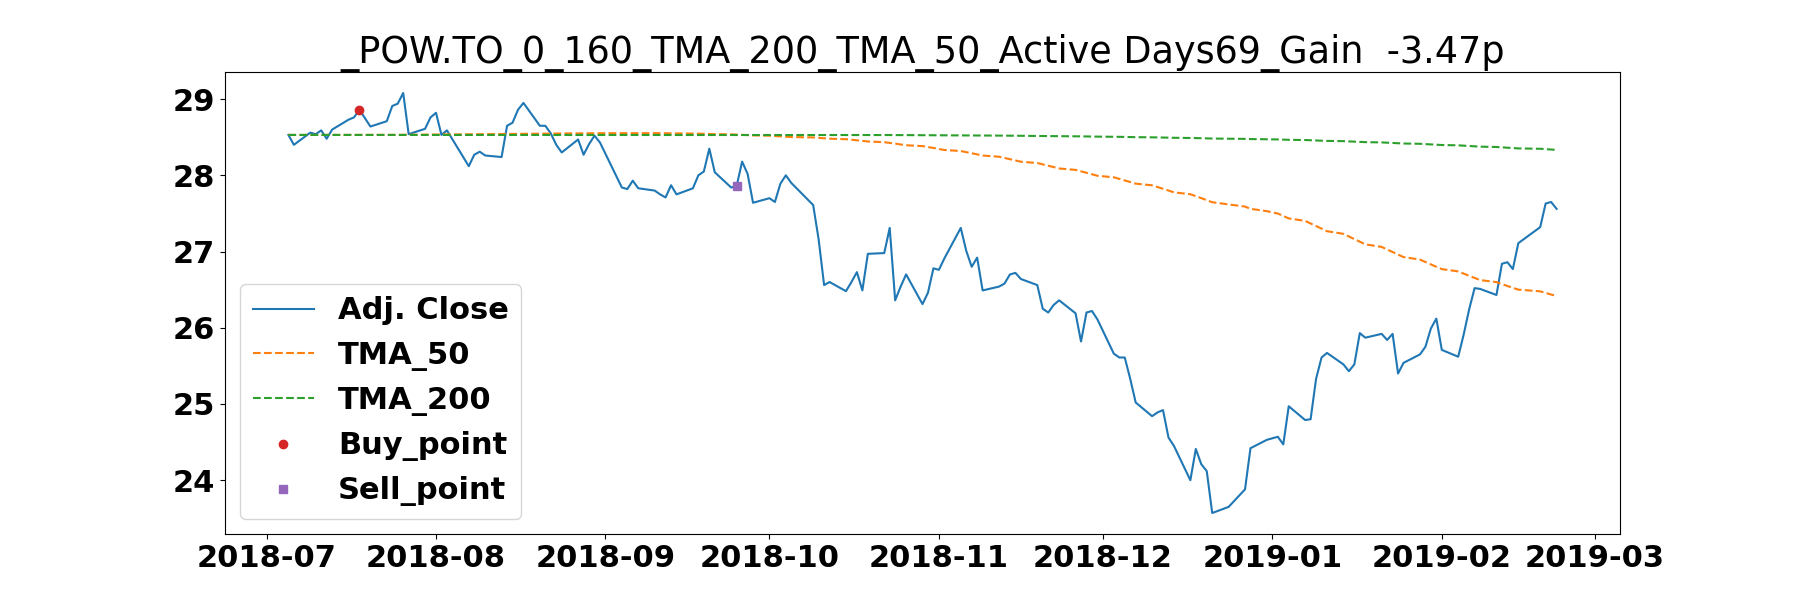 _POW.TO_0_160_TMA_200_TMA_50_Active Days69_Gain  -3.47p
29
28
27
26
25
24
Adj. Close
TMA_50
TMA_200
Buy_point
Sell_point
2018-07 2018-08 2018-09 2018-10 2018-11 2018-12 2019-01 2019-02 2019-03